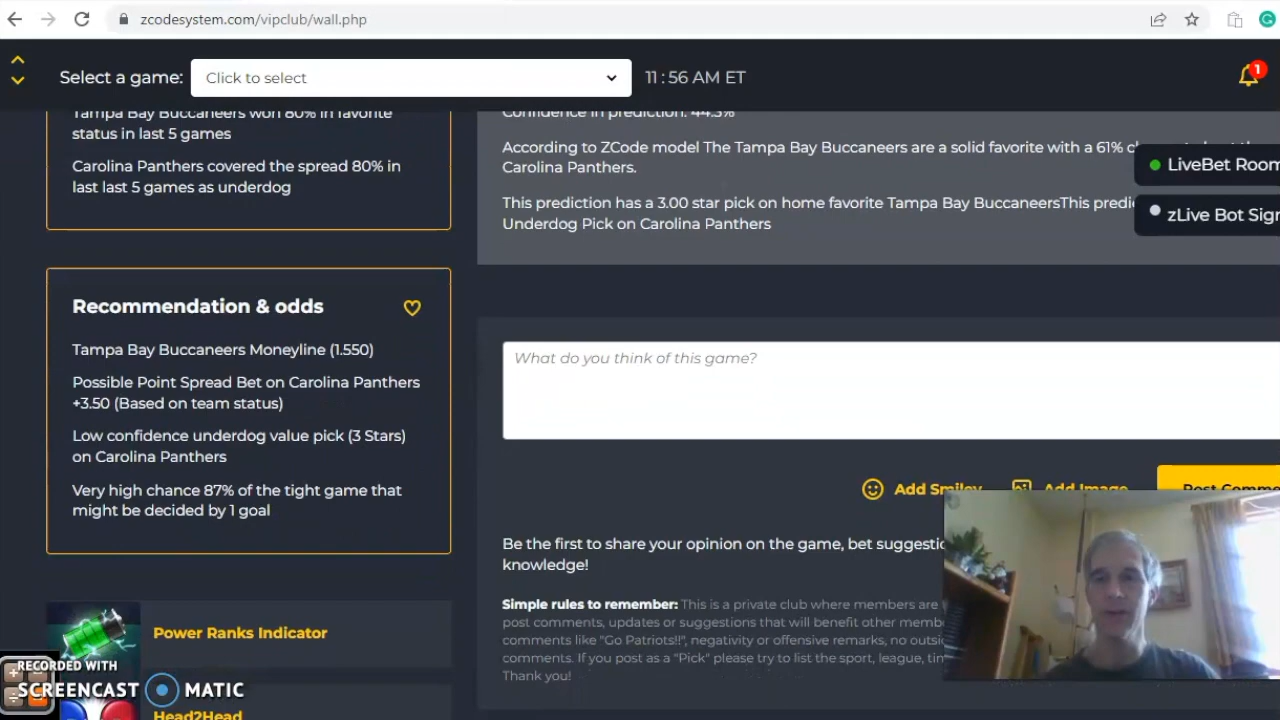 zcodesystem.com/vipclub/wall.php
Select a game:
Click to select
11:56 AM ET
1
Tampa Bay Buccaneers won 80% in favorite
status in last 5 games
Carolina Panthers covered the spread 80% in
last last 5 games as underdog
Recommendation & odds
Tampa Bay Buccaneers Moneyline (1.550)
Possible Point Spread Bet on Carolina Panthers
+3.50 (Based on team status)
Low confidence underdog value pick (3 Stars)
on Carolina Panthers
Very high chance 87% of the tight game that
might be decided by 1 goal
Power Ranks Indicator
Head2Head
Confidence in prediction: 44.3%
According to ZCode model The Tampa Bay Buccaneers are a solid favorite with a 61%
Carolina Panthers.
This prediction has a 3.00 star pick on home favorite Tampa Bay BuccaneersThis
Underdog Pick on Carolina Panthers
LiveBet Room
zLive Bot
What do you think of this game?
Add Smiley
Add Image
Post
Be the first to share your opinion on the game, bet
knowledge!
Simple rules to remember: This is a private club where members are
post comments, updates or suggestions that will benefit other
comments like "Go Patriots!!", negativity or offensive remarks, no
comments. If you post as a "Pick" please try to list the sport, league,
Thank you!
RECORDED WITH
SCREENCAST MATIC